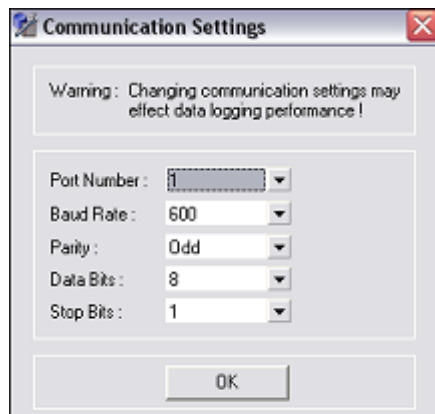 Communication Settings
Warning : Changing communication settings may
effect data logging performance !
Port Number : 1
Baud Rate : 600
Parity : Odd
Data Bits : 8
Stop Bits : 1
OK